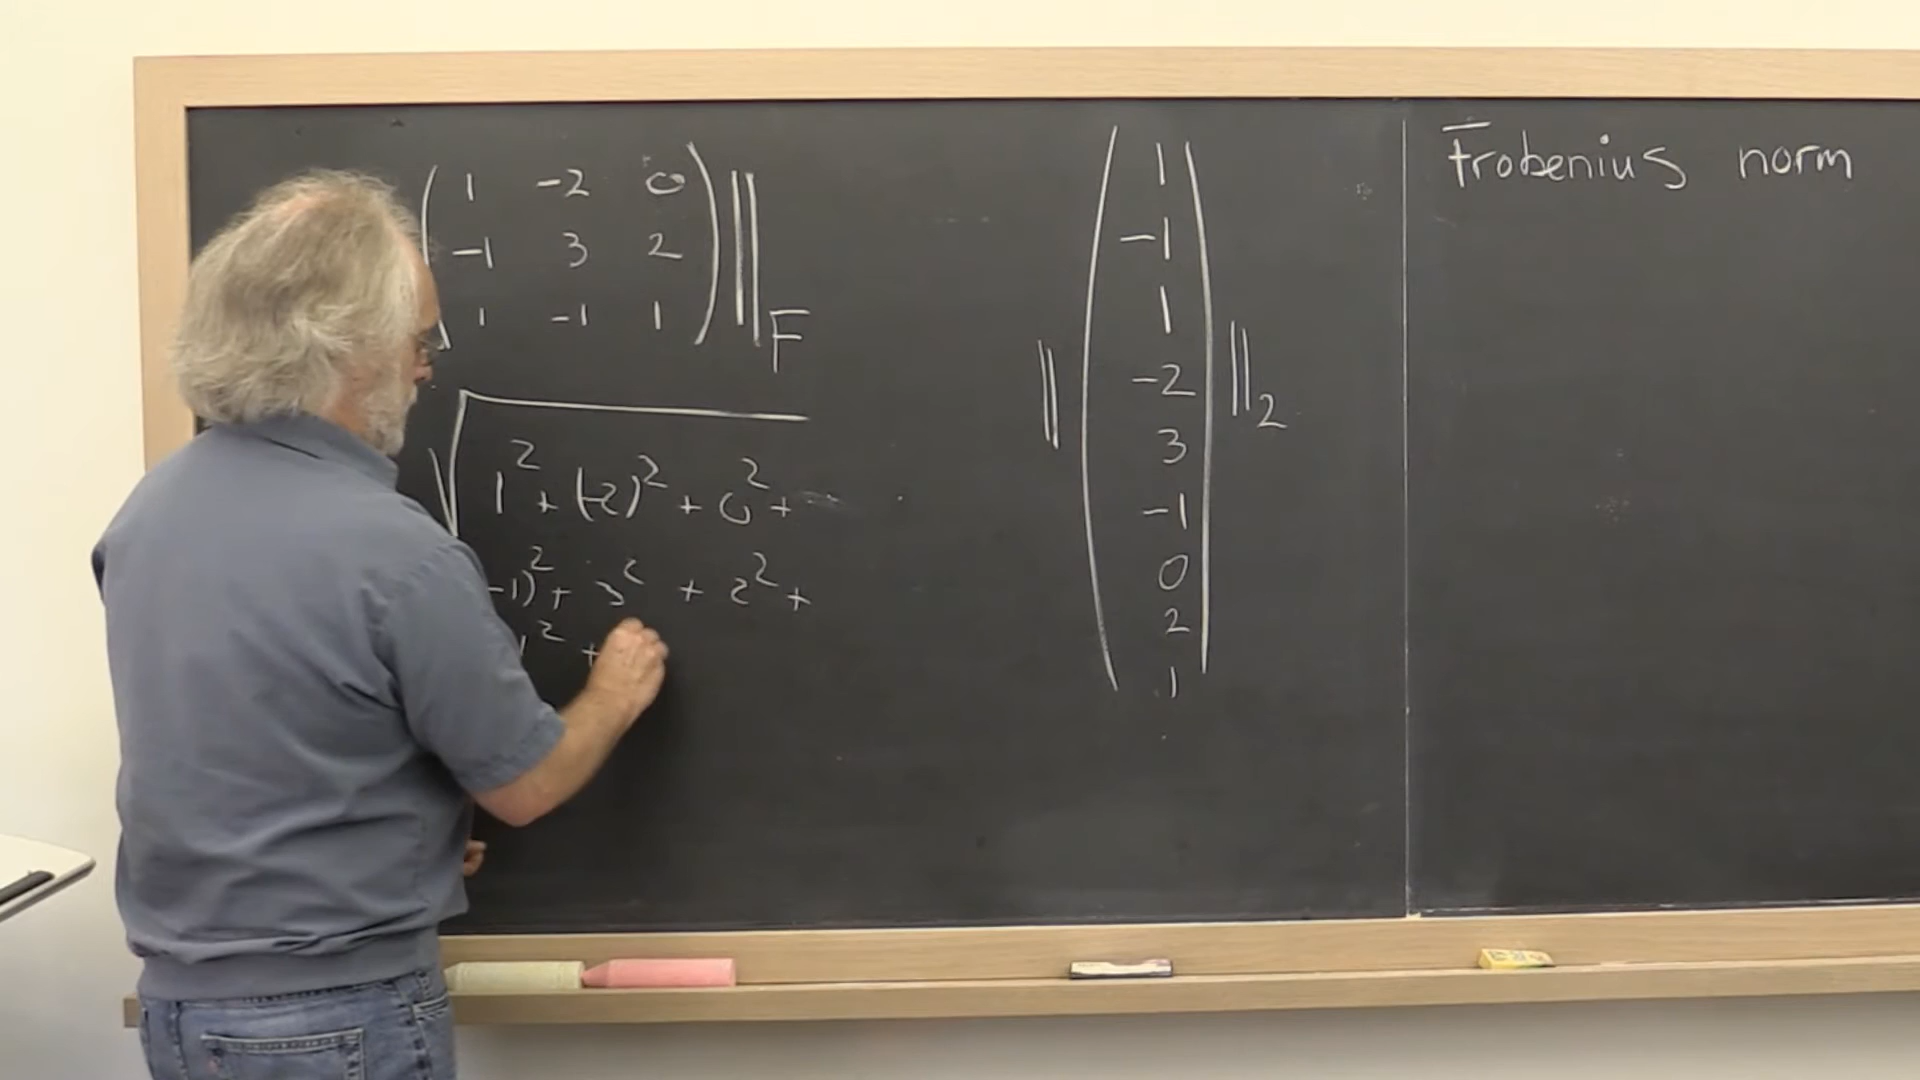 1 -2 0
-1 3 2
1 -1 1 F
1² + (-2)² + 0² +
-1)² + 3² + 2² +
1² +
1
-1
1
-2
3
-1
0
2
1
2
Frobenius norm